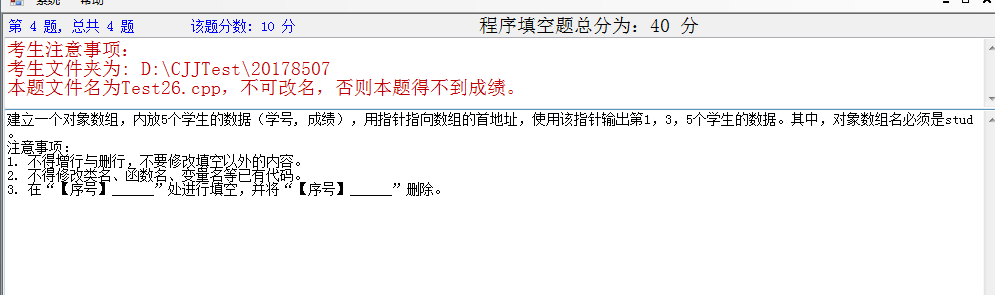 系统 帮助
第 4 题, 总共 4 题 该题分数: 10 分 程序填空题总分为: 40 分
考生注意事项:
考生文件夹为: D:\CJJTest\20178507
本题文件名为Test26.cpp, 不可改名, 否则本题得不到成绩。
建立一个对象数组, 内放5个学生的数据 (学号, 成绩) , 用指针指向数组的首地址, 使用该指针输出第1, 3, 5个学生的数据。其中, 对象数组名必须是stud
。
注意事项:
1. 不得增行与删行, 不要修改填空以外的内容。
2. 不得修改类名、函数名、变量名等已有代码。
3. 在“【序号】______”处进行填空, 并将“【序号】______”删除。